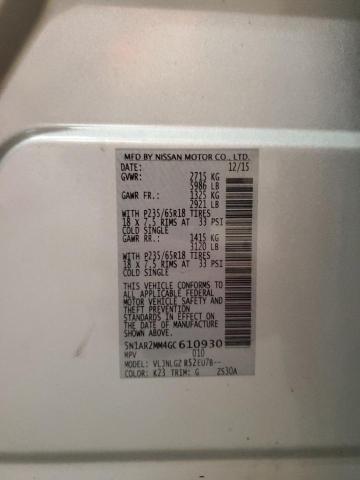 MFD BY NISSAN MOTOR CO., LTD.
DATE: 12/15
GVWR: 2715 KG
5986 LB
GAWR FR.: 1325 KG
2921 LB
WITH P235/65R18 TIRES
18 X 7.5 RIMS AT 33 PSI
COLD SINGLE
GAWR RR.: 1415 KG
3120 LB
WITH P235/65R18 TIRES
18 X 7.5 RIMS AT 33 PSI
COLD SINGLE
THIS VEHICLE CONFORMS TO
ALL APPLICABLE FEDERAL
MOTOR VEHICLE SAFETY AND
THEFT PREVENTION
STANDARDS IN EFFECT ON
THE DATE OF MANUFACTURE
SHOWN ABOVE.
5N1AR2MM4GC610930
MPV 010
MODEL: VLJNLGZ R52EU7B--
COLOR: K23 TRIM: G ZS30A